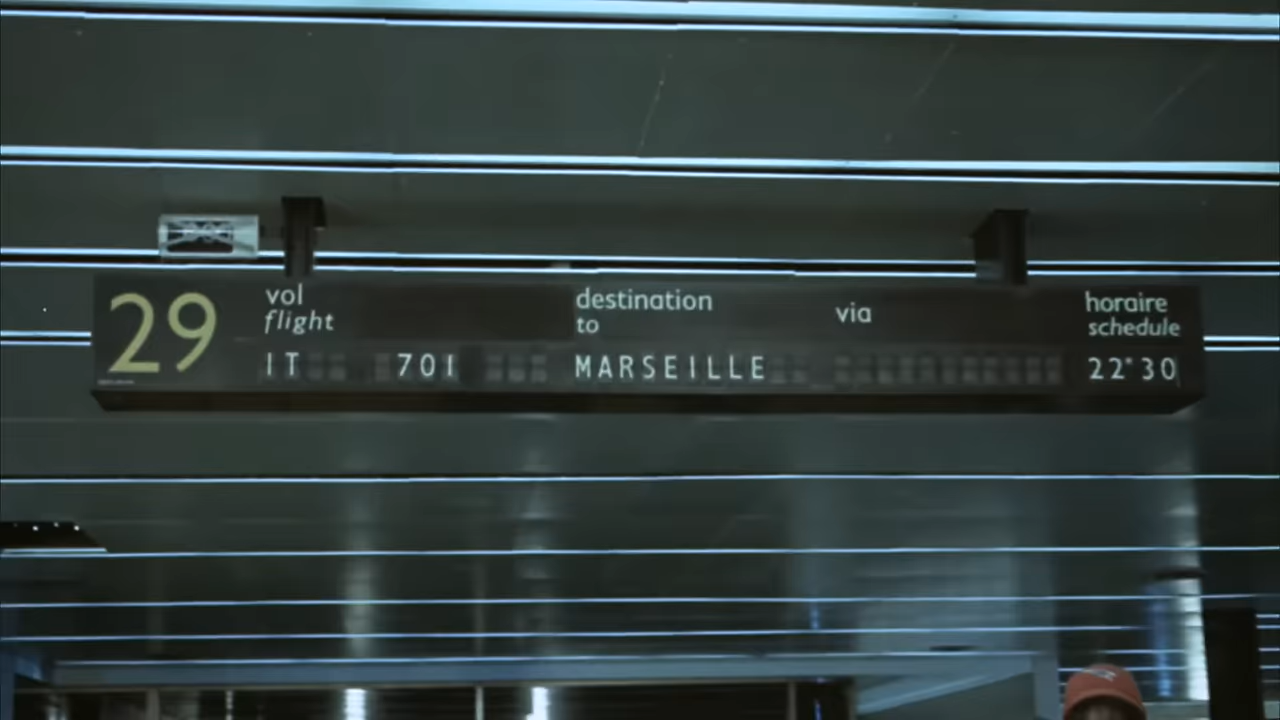 29
vol
flight
destination
to
via
horaire
schedule
IT 701 MARSEILLE 22"30